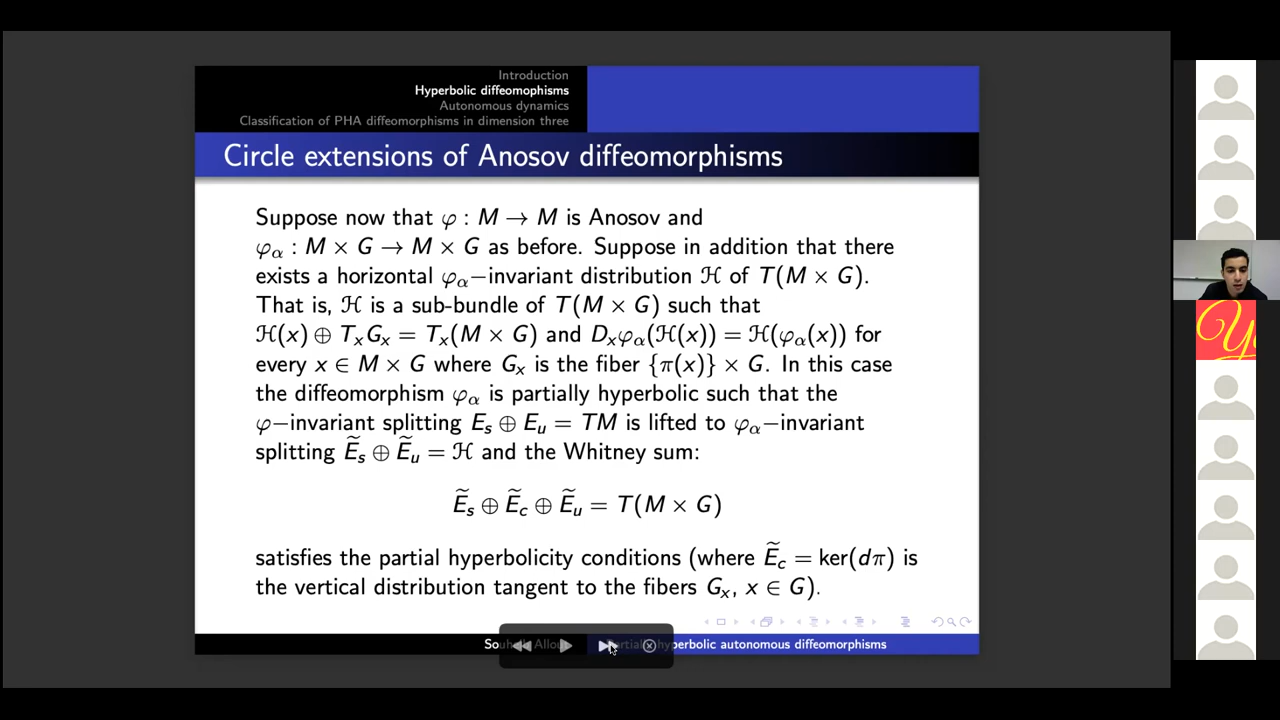 Introduction
Hyperbolic diffeomophisms
Autonomous dynamics
Classification of PHA diffeomorphisms in dimension three
Circle extensions of Anosov diffeomorphisms
Suppose now that φ : M → M is Anosov and
φ_α : M × G → M × G as before. Suppose in addition that there
exists a horizontal φ_α−invariant distribution ℋ of T(M × G).
That is, ℋ is a sub-bundle of T(M × G) such that
ℋ(x) ⊕ T_xG_x = T_x(M × G) and D_xφ_α(ℋ(x)) = ℋ(φ_α(x)) for
every x ∈ M × G where G_x is the fiber {π(x)} × G. In this case
the diffeomorphism φ_α is partially hyperbolic such that the
φ−invariant splitting E_s ⊕ E_u = TM is lifted to φ_α−invariant
splitting Ẽ_s ⊕ Ẽ_u = ℋ and the Whitney sum:
Ẽ_s ⊕ Ẽ_c ⊕ Ẽ_u = T(M × G)
satisfies the partial hyperbolicity conditions (where Ẽ_c = ker(dπ) is
the vertical distribution tangent to the fibers G_x, x ∈ G).
hyperbolic autonomous diffeomorphisms